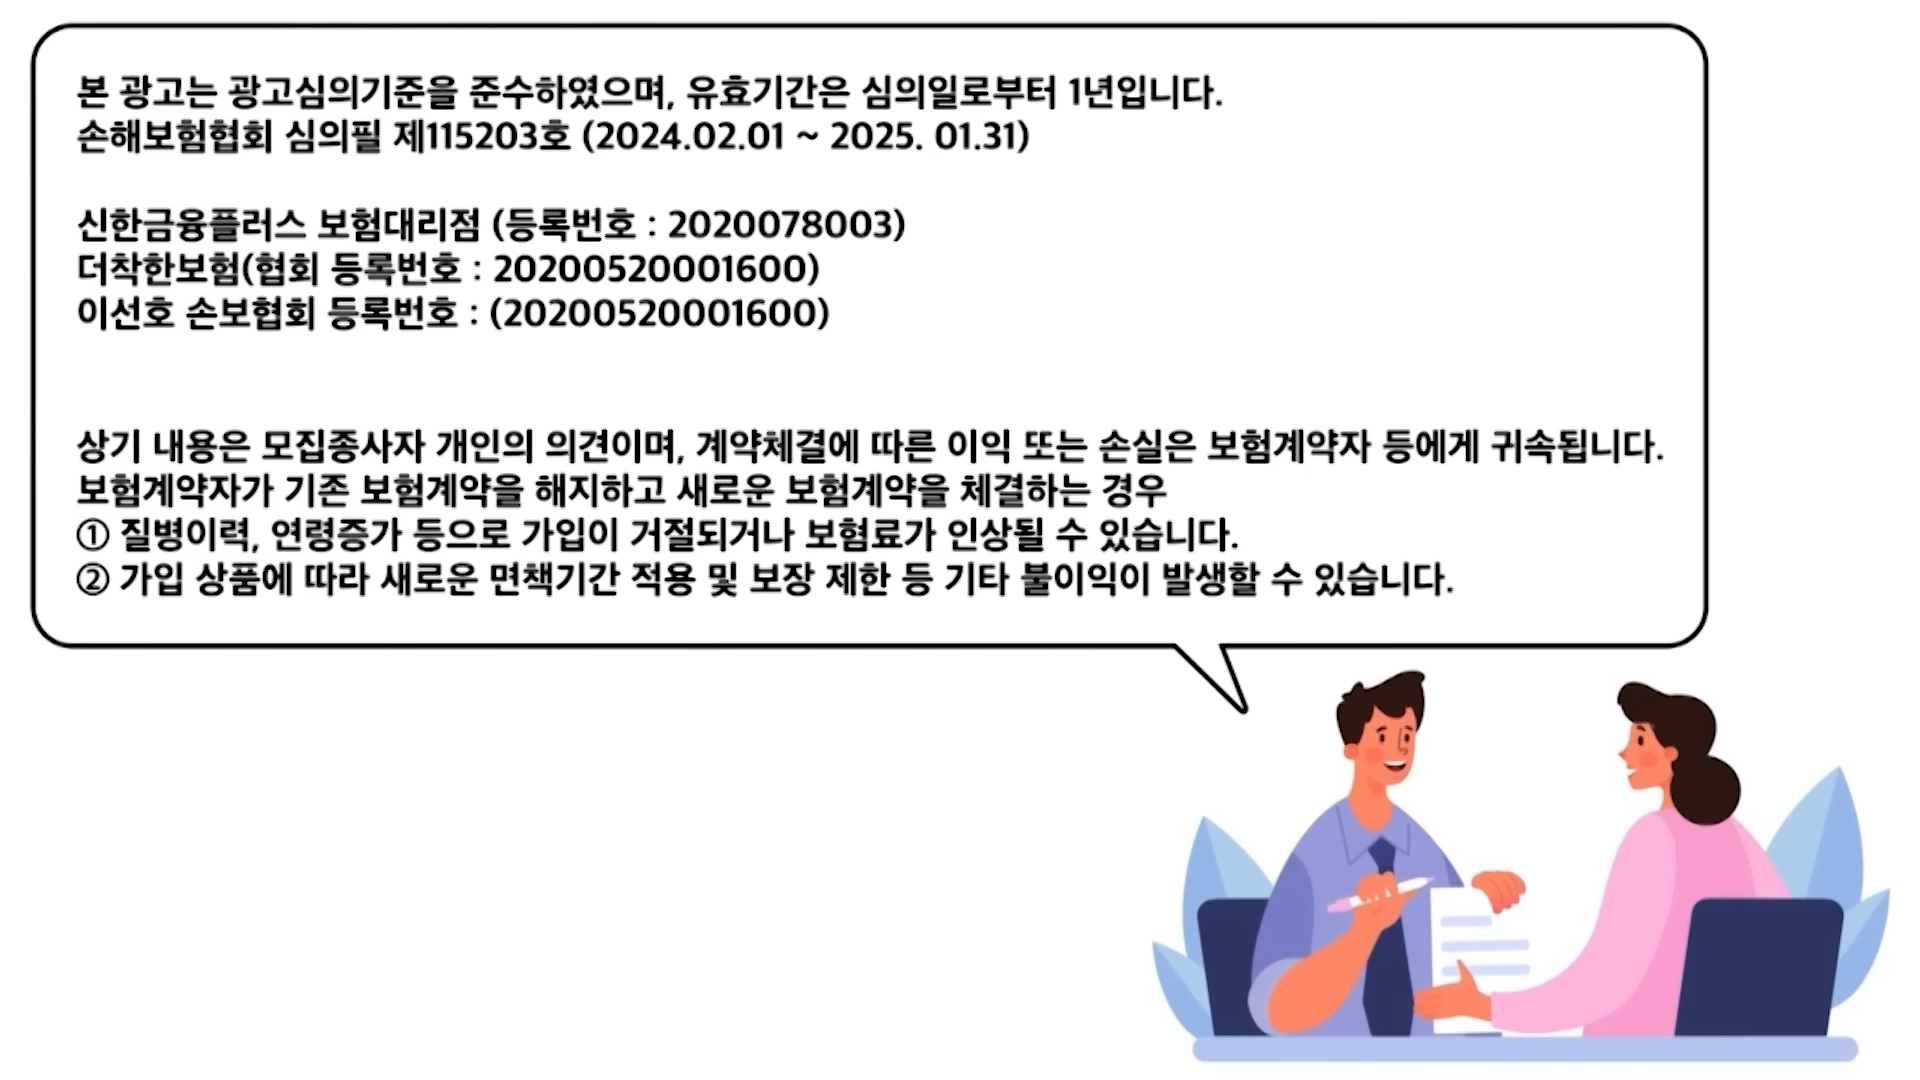 본 광고는 광고심의기준을 준수하였으며, 유효기간은 심의일로부터 1년입니다.
손해보험협회 심의필 제115203호 (2024.02.01 ~ 2025. 01.31)
신한금융플러스 보험대리점 (등록번호 : 2020078003)
더착한보험(협회 등록번호 : 20200520001600)
이선호 손보협회 등록번호 : (20200520001600)
상기 내용은 모집종사자 개인의 의견이며, 계약체결에 따른 이익 또는 손실은 보험계약자 등에게 귀속됩니다.
보험계약자가 기존 보험계약을 해지하고 새로운 보험계약을 체결하는 경우
① 질병이력, 연령증가 등으로 가입이 거절되거나 보혐료가 인상될 수 있습니다.
② 가입 상품에 따라 새로운 면책기간 적용 및 보장 제한 등 기타 불이익이 발생할 수 있습니다.